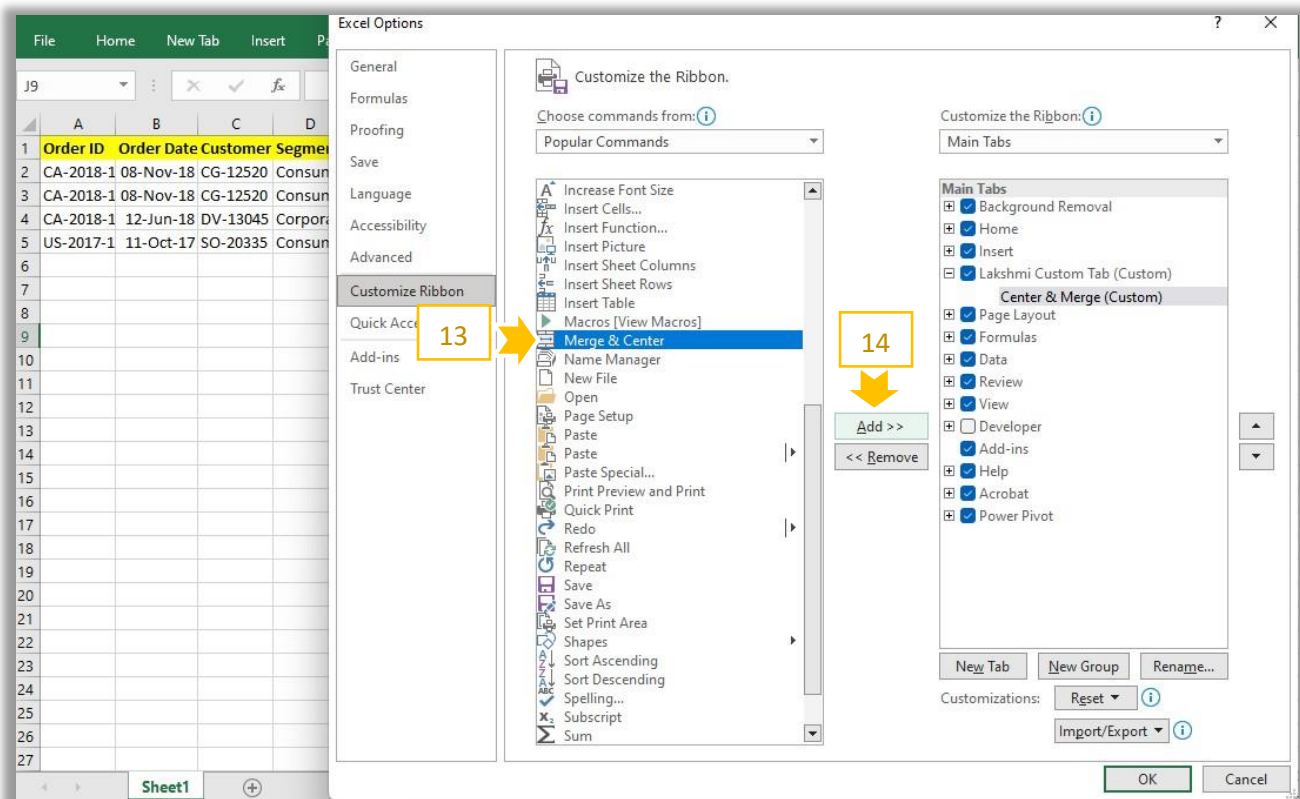 Excel Options
?
File Home New Tab Insert
J9
fx
A B C D
1 Order ID Order Date Customer Segme
2 CA-2018-1 08-Nov-18 CG-12520 Consun
3 CA-2018-1 08-Nov-18 CG-12520 Consun
4 CA-2018-1 12-Jun-18 DV-13045 Corpora
5 US-2017-1 11-Oct-17 SO-20335 Consun
6
7
8
9
10
11
12
13
14
15
16
17
18
19
20
21
22
23
24
25
26
27
Sheet1
General
Formulas
Proofing
Save
Language
Accessibility
Advanced
Customize Ribbon
Quick Acce
Add-ins
Trust Center
13
Customize the Ribbon.
Choose commands from:
Popular Commands
Increase Font Size
Insert Cells...
Insert Function...
Insert Picture
Insert Sheet Columns
Insert Sheet Rows
Insert Table
Macros [View Macros]
Merge & Center
Name Manager
New File
Open
Page Setup
Paste
Paste
Paste Special...
Print Preview and Print
Quick Print
Redo
Refresh All
Repeat
Save
Save As
Set Print Area
Shapes
Sort Ascending
Sort Descending
Spelling...
Subscript
Sum
14
Add >>
<< Remove
Customize the Ribbon:
Main Tabs
Main Tabs
Background Removal
Home
Insert
Lakshmi Custom Tab (Custom)
Center & Merge (Custom)
Page Layout
Formulas
Data
Review
View
Developer
Add-ins
Help
Acrobat
Power Pivot
New Tab New Group Rename...
Customizations: Reset
Import/Export
OK Cancel